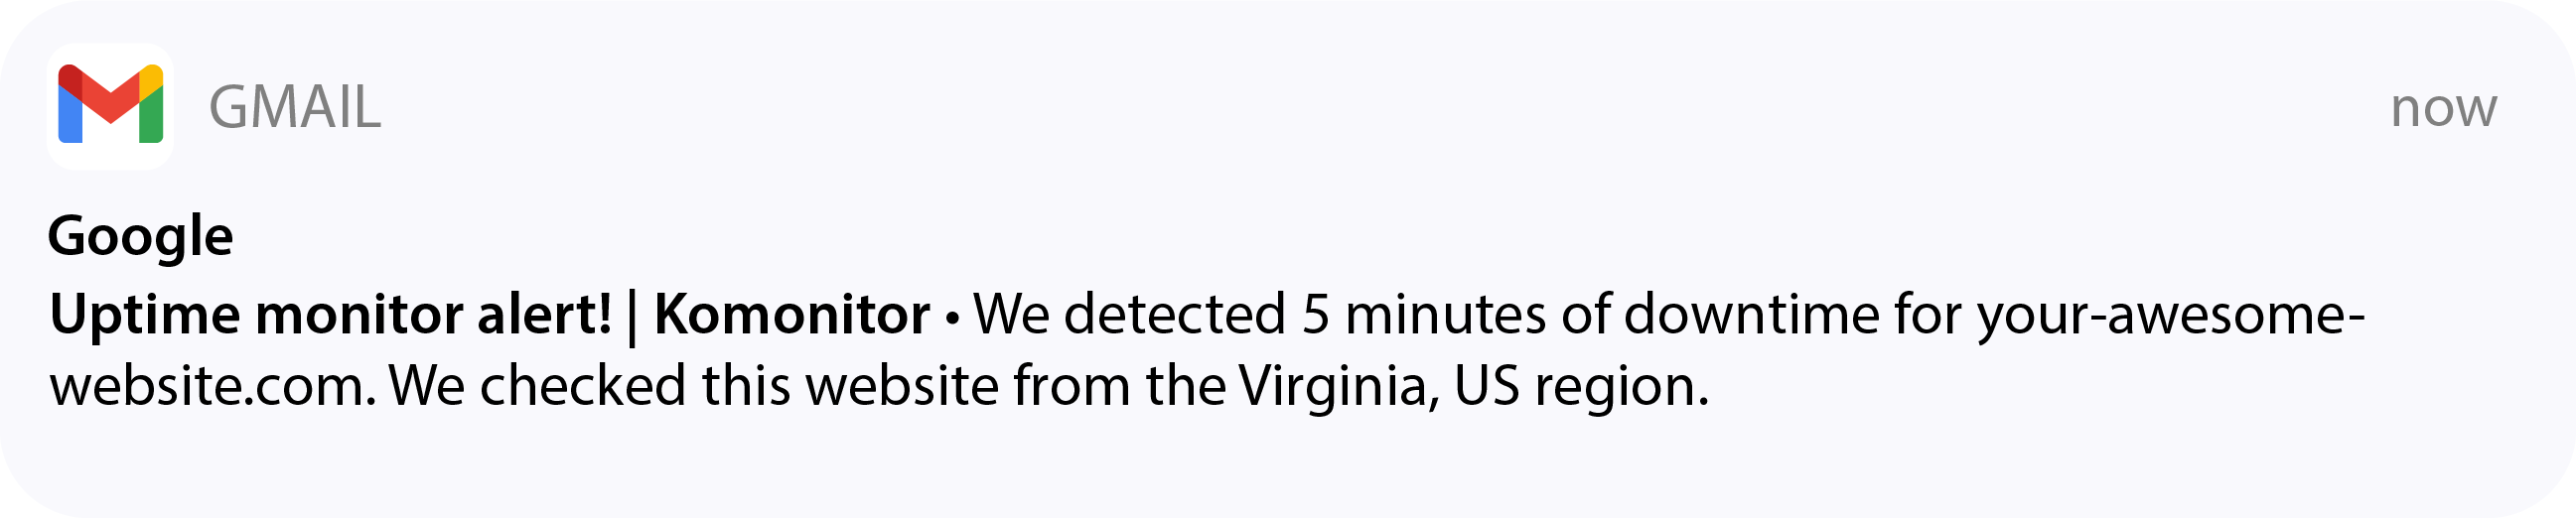 GMAIL
now
Google
Uptime monitor alert! | Komonitor • We detected 5 minutes of downtime for your-awesome-
website.com. We checked this website from the Virginia, US region.